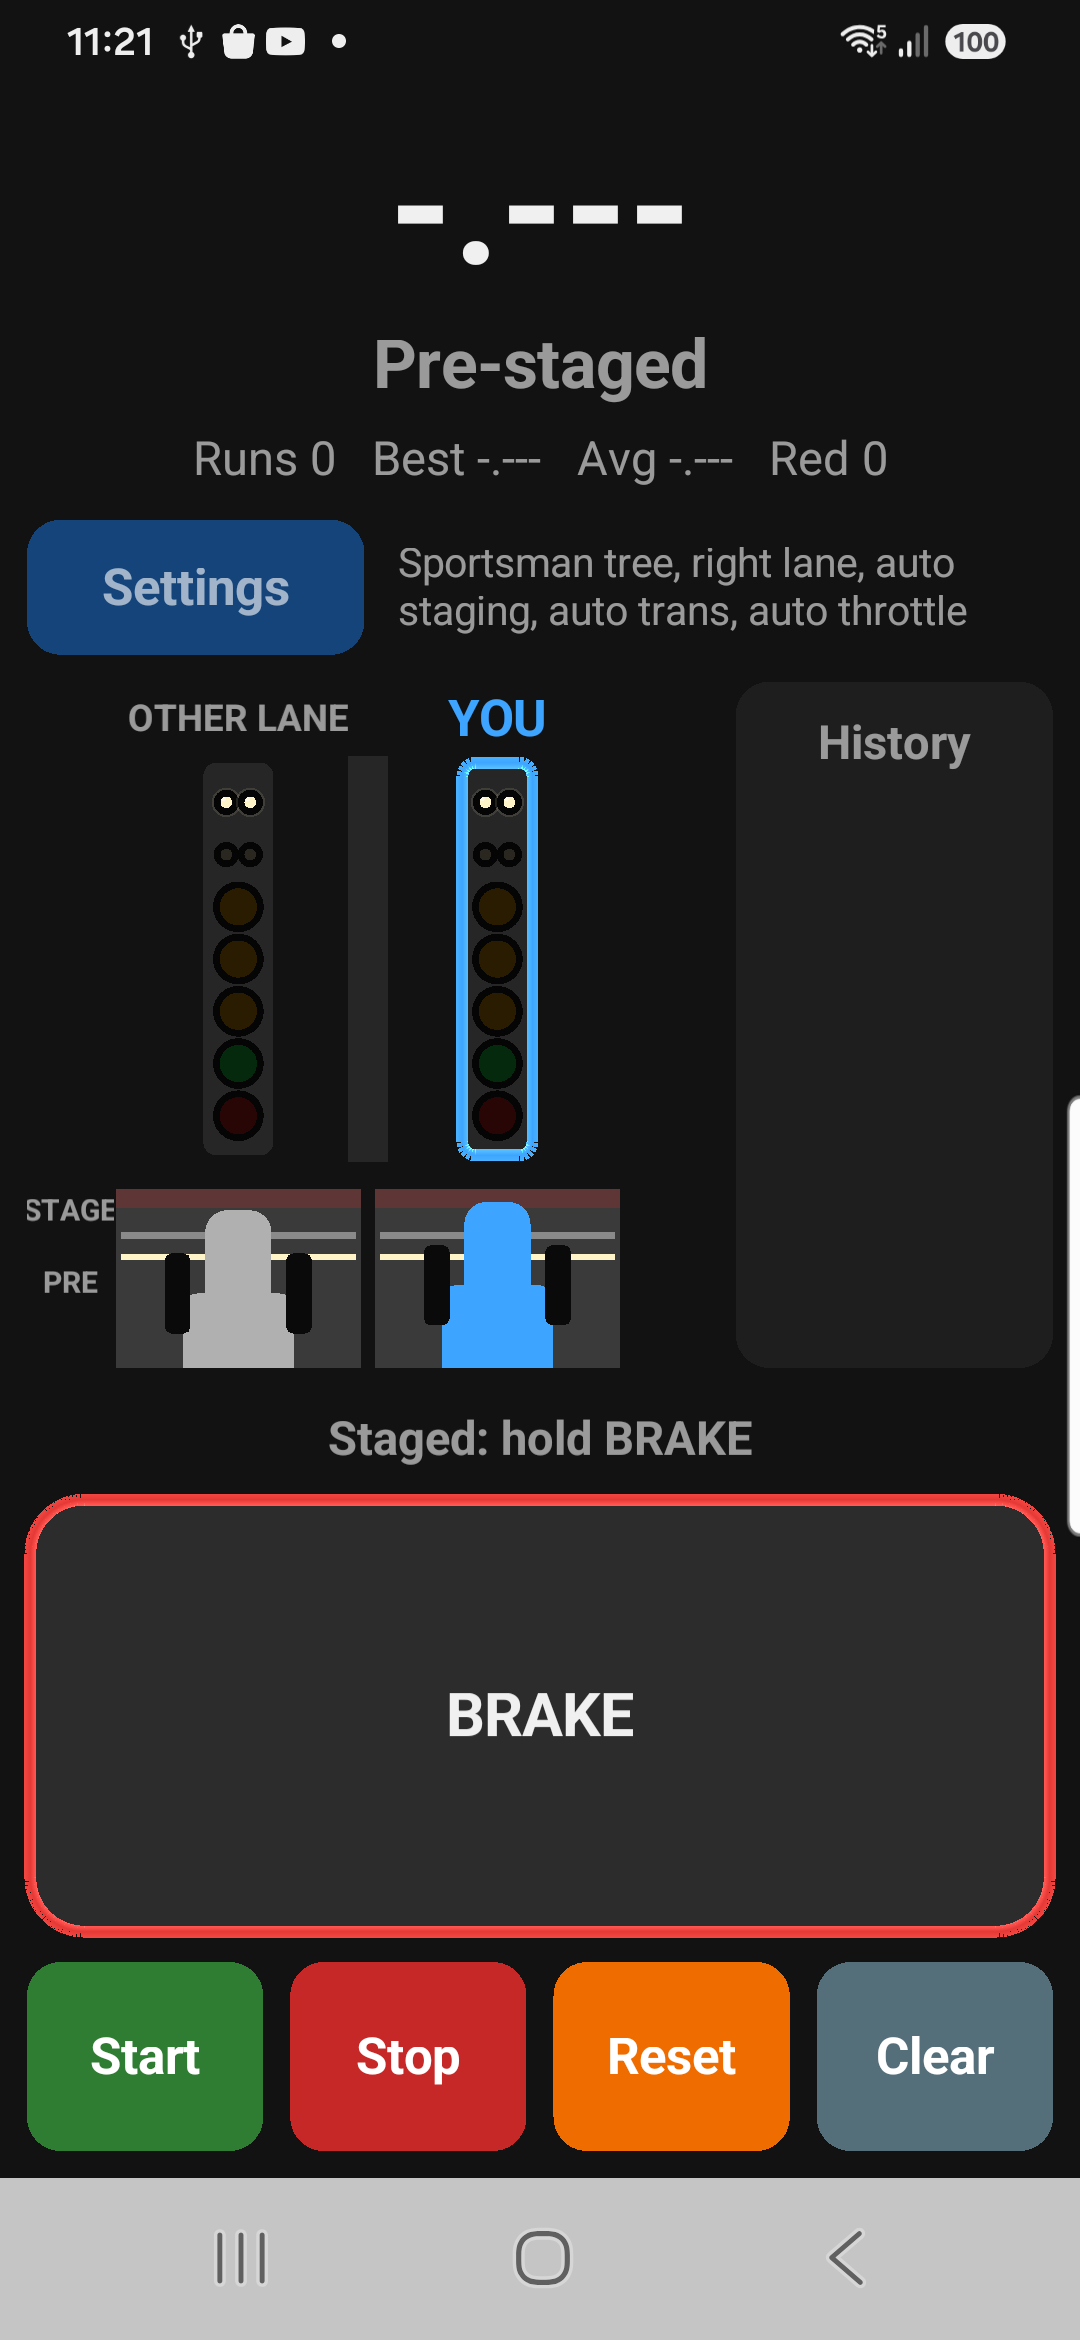 11:21
5
100
-.---
Pre-staged
Runs 0 Best -.--- Avg -.--- Red 0
Settings
Sportsman tree, right lane, auto
staging, auto trans, auto throttle
OTHER LANE
YOU
History
STAGE
PRE
Staged: hold BRAKE
BRAKE
Start
Stop
Reset
Clear